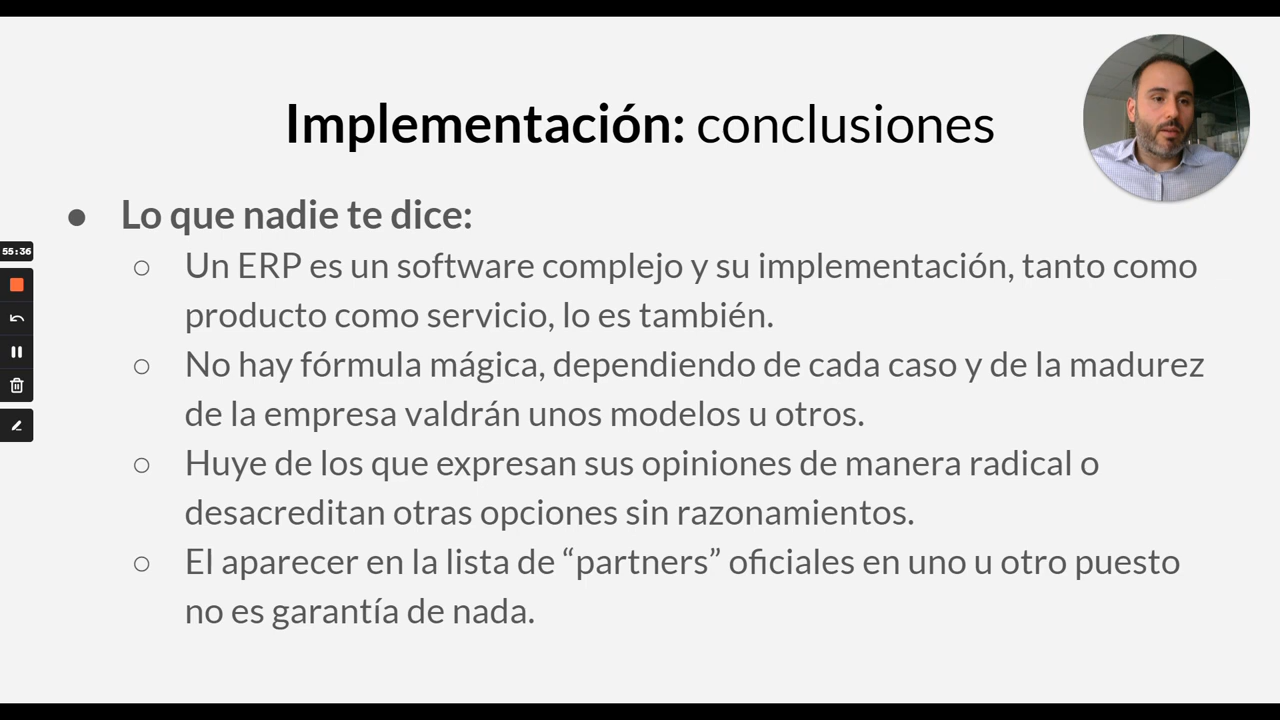 Implementación: conclusiones
● Lo que nadie te dice:
○ Un ERP es un software complejo y su implementación, tanto como
producto como servicio, lo es también.
○ No hay fórmula mágica, dependiendo de cada caso y de la madurez
de la empresa valdrán unos modelos u otros.
○ Huye de los que expresan sus opiniones de manera radical o
desacreditan otras opciones sin razonamientos.
○ El aparecer en la lista de “partners” oficiales en uno u otro puesto
no es garantía de nada.
55:36